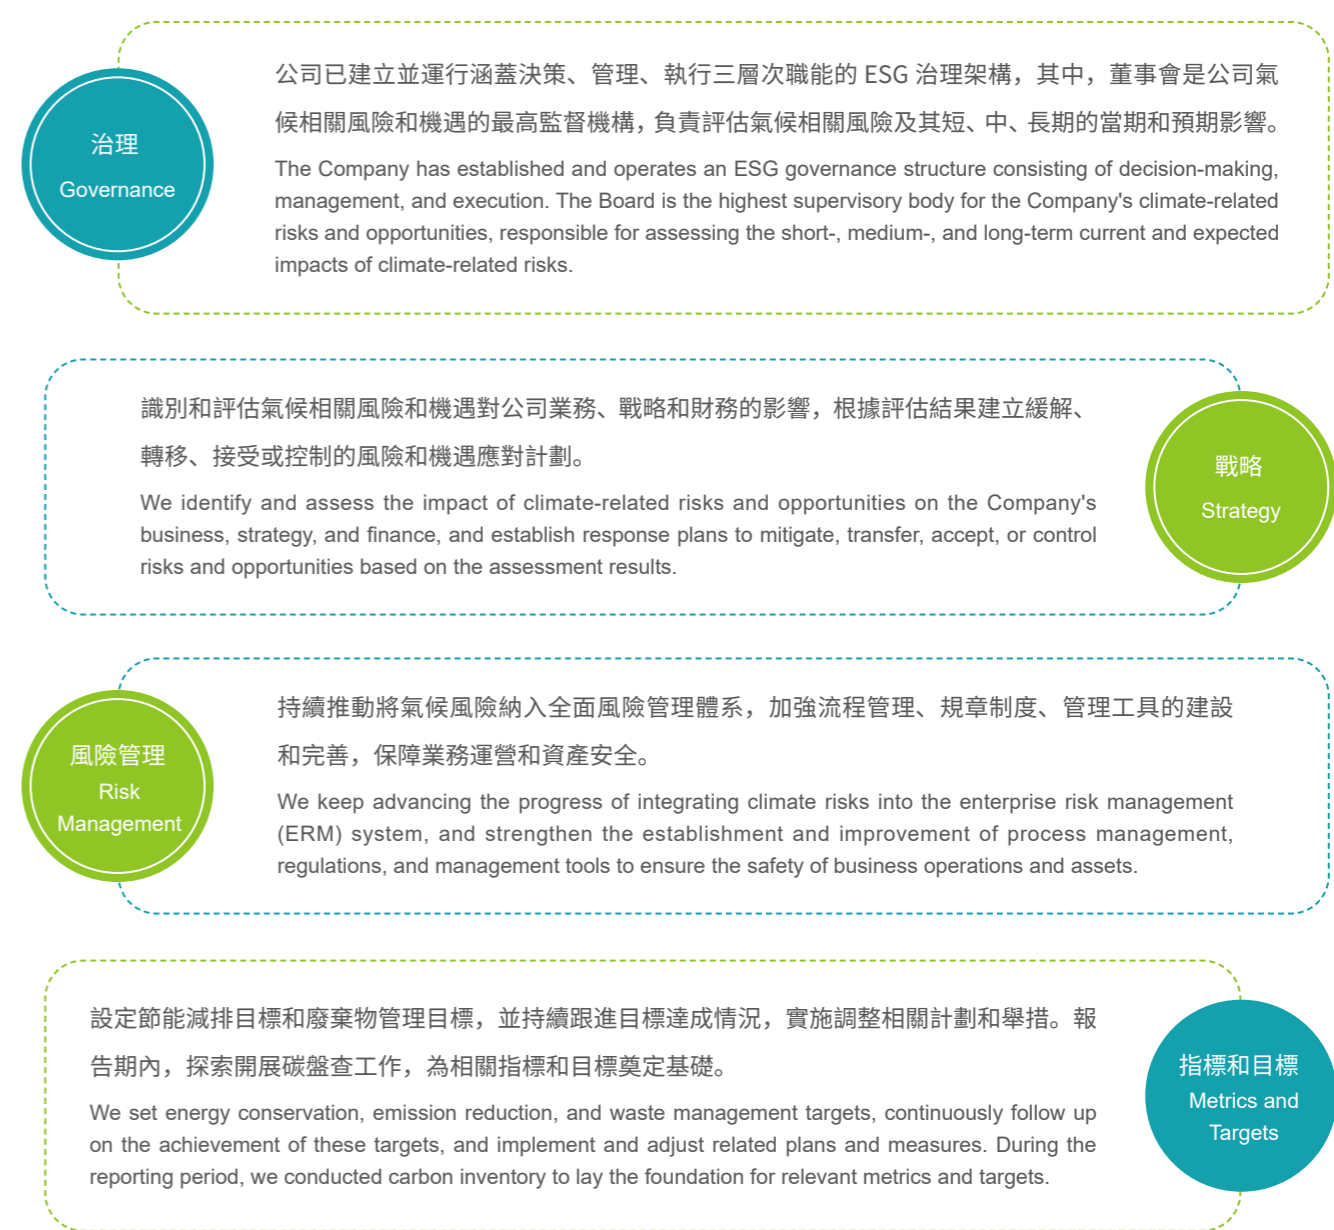 治理
Governance
公司已建立並運行涵蓋決策、管理、執行三層次職能的 ESG 治理架構，其中，董事會是公司氣
候相關風險和機遇的最高監督機構，負責評估氣候相關風險及其短、中、長期的當期和預期影響。
The Company has established and operates an ESG governance structure consisting of decision-making,
management, and execution. The Board is the highest supervisory body for the Company's climate-related
risks and opportunities, responsible for assessing the short-, medium-, and long-term current and expected
impacts of climate-related risks.
識別和評估氣候相關風險和機遇對公司業務、戰略和財務的影響，根據評估結果建立緩解、
轉移、接受或控制的風險和機遇應對計劃。
We identify and assess the impact of climate-related risks and opportunities on the Company's
business, strategy, and finance, and establish response plans to mitigate, transfer, accept, or control
risks and opportunities based on the assessment results.
戰略
Strategy
風險管理
Risk
Management
持續推動將氣候風險納入全面風險管理體系，加強流程管理、規章制度、管理工具的建設
和完善，保障業務運營和資產安全。
We keep advancing the progress of integrating climate risks into the enterprise risk management
(ERM) system, and strengthen the establishment and improvement of process management,
regulations, and management tools to ensure the safety of business operations and assets.
設定節能減排目標和廢棄物管理目標，並持續跟進目標達成情況，實施調整相關計劃和舉措。報
告期內，探索開展碳盤查工作，為相關指標和目標奠定基礎。
We set energy conservation, emission reduction, and waste management targets, continuously follow up
on the achievement of these targets, and implement and adjust related plans and measures. During the
reporting period, we conducted carbon inventory to lay the foundation for relevant metrics and targets.
指標和目標
Metrics and
Targets